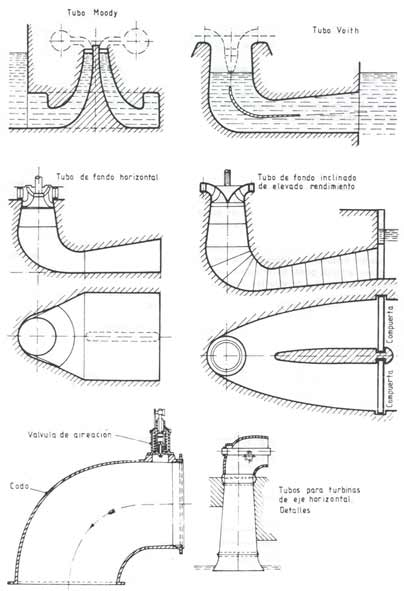 Tubo Moody
Tubo Voith
Tubo de fondo horizontal
Tubo de fondo inclinado
de elevado rendimiento
Compuerta
Compuerta
Valvula de aireación
Codo
Tubos para turbinas
de eje horizontal.
Detalles